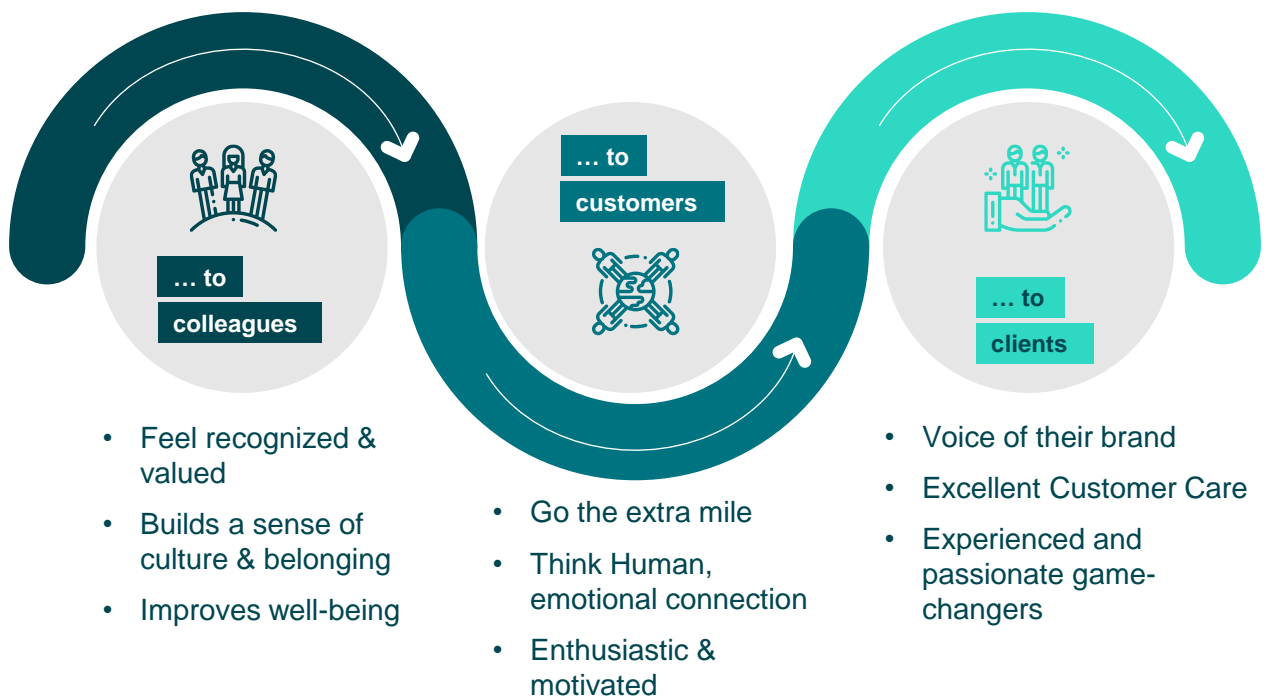 … to
colleagues
• Feel recognized &
valued
• Builds a sense of
culture & belonging
• Improves well-being
… to
customers
• Go the extra mile
• Think Human,
emotional connection
• Enthusiastic &
motivated
… to
clients
• Voice of their brand
• Excellent Customer Care
• Experienced and
passionate game-
changers